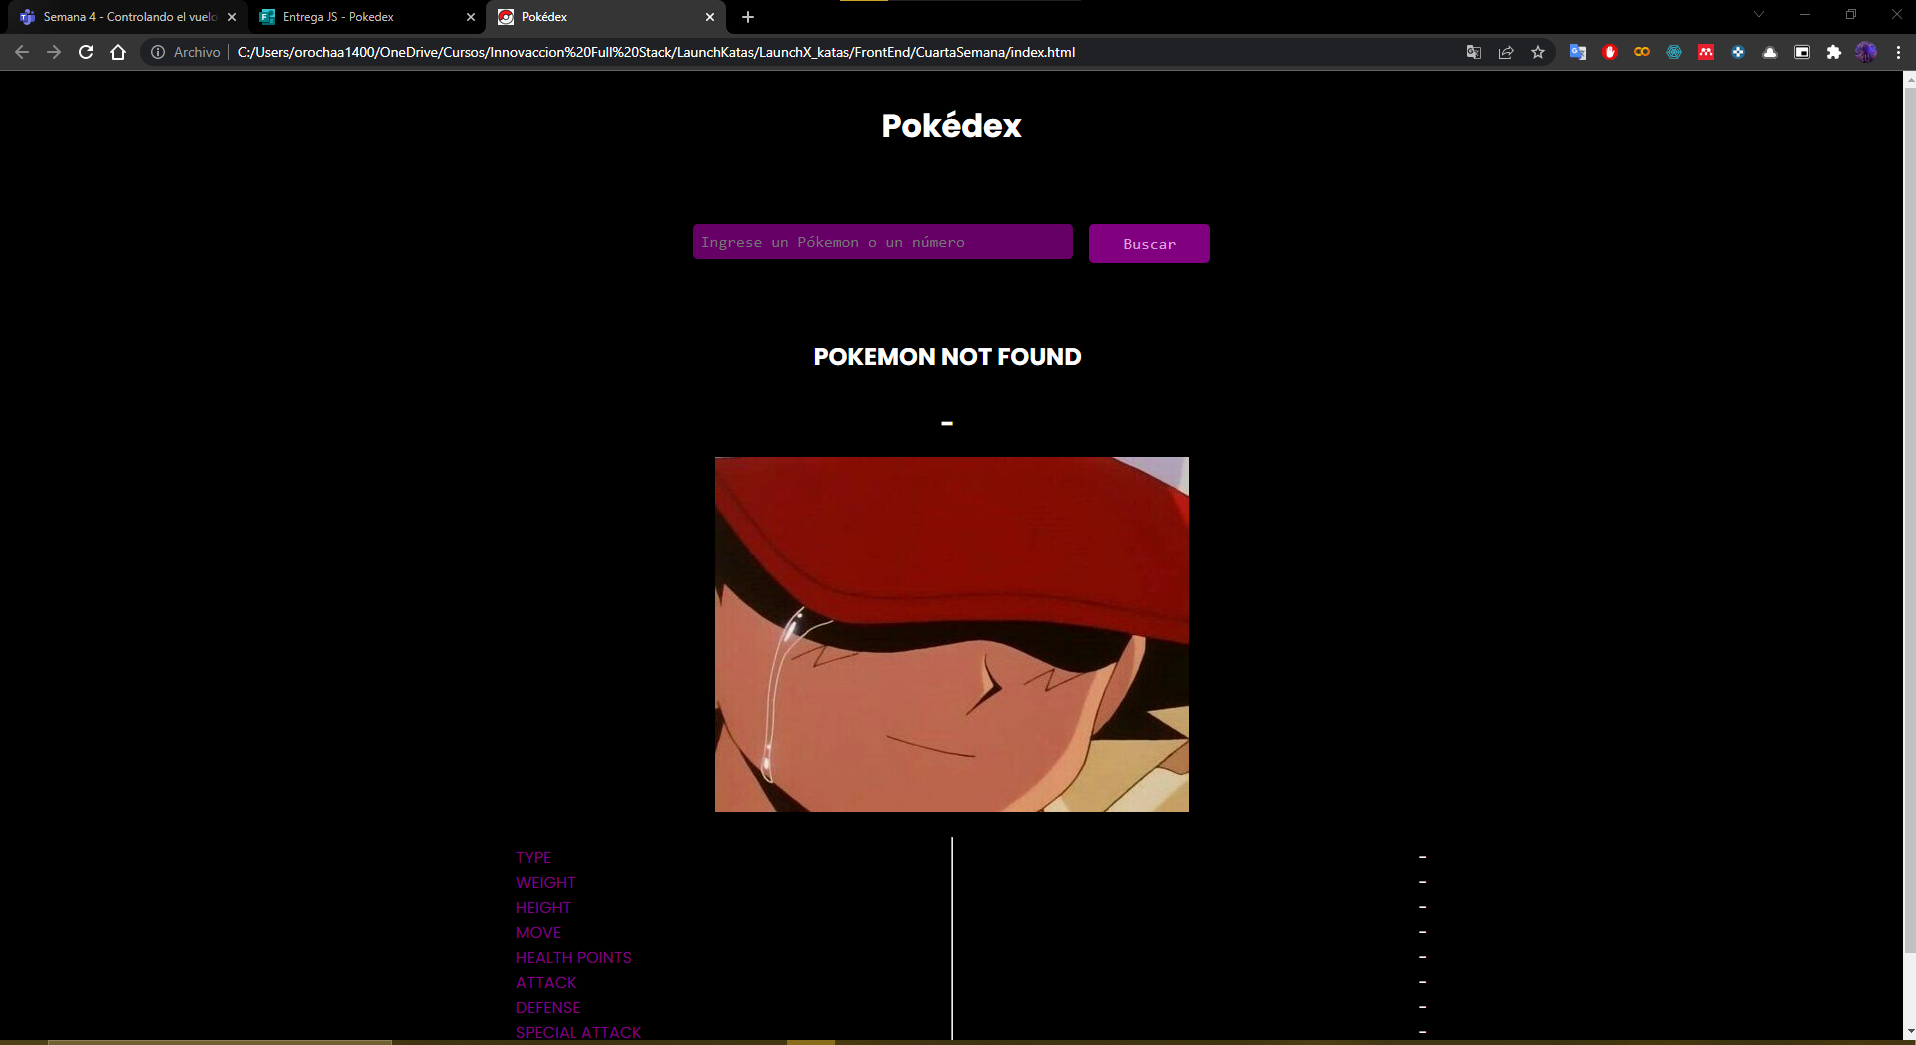 Semana 4 - Controlando el vuelo
Entrega JS - Pokedex
Pokédex
Archivo
C:/Users/orochaa1400/OneDrive/Cursos/Innovaccion%20Full%20Stack/LaunchKatas/LaunchX_katas/FrontEnd/CuartaSemana/index.html
Pokédex
Ingrese un Pókemon o un número
Buscar
POKEMON NOT FOUND
-
TYPE -
WEIGHT -
HEIGHT -
MOVE -
HEALTH POINTS -
ATTACK -
DEFENSE -
SPECIAL ATTACK -